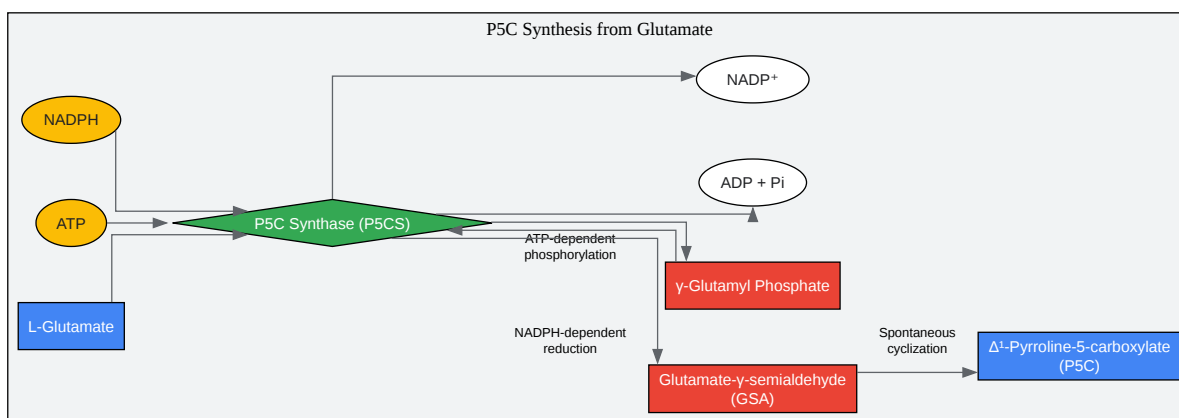 P5C Synthesis from Glutamate
NADP⁺
NADPH
ADP + Pi
ATP
P5C Synthase (P5CS)
ATP-dependent
phosphorylation
γ-Glutamyl Phosphate
L-Glutamate
NADPH-dependent
reduction
Spontaneous
cyclization
Δ¹-Pyrroline-5-carboxylate
(P5C)
Glutamate-γ-semialdehyde
(GSA)